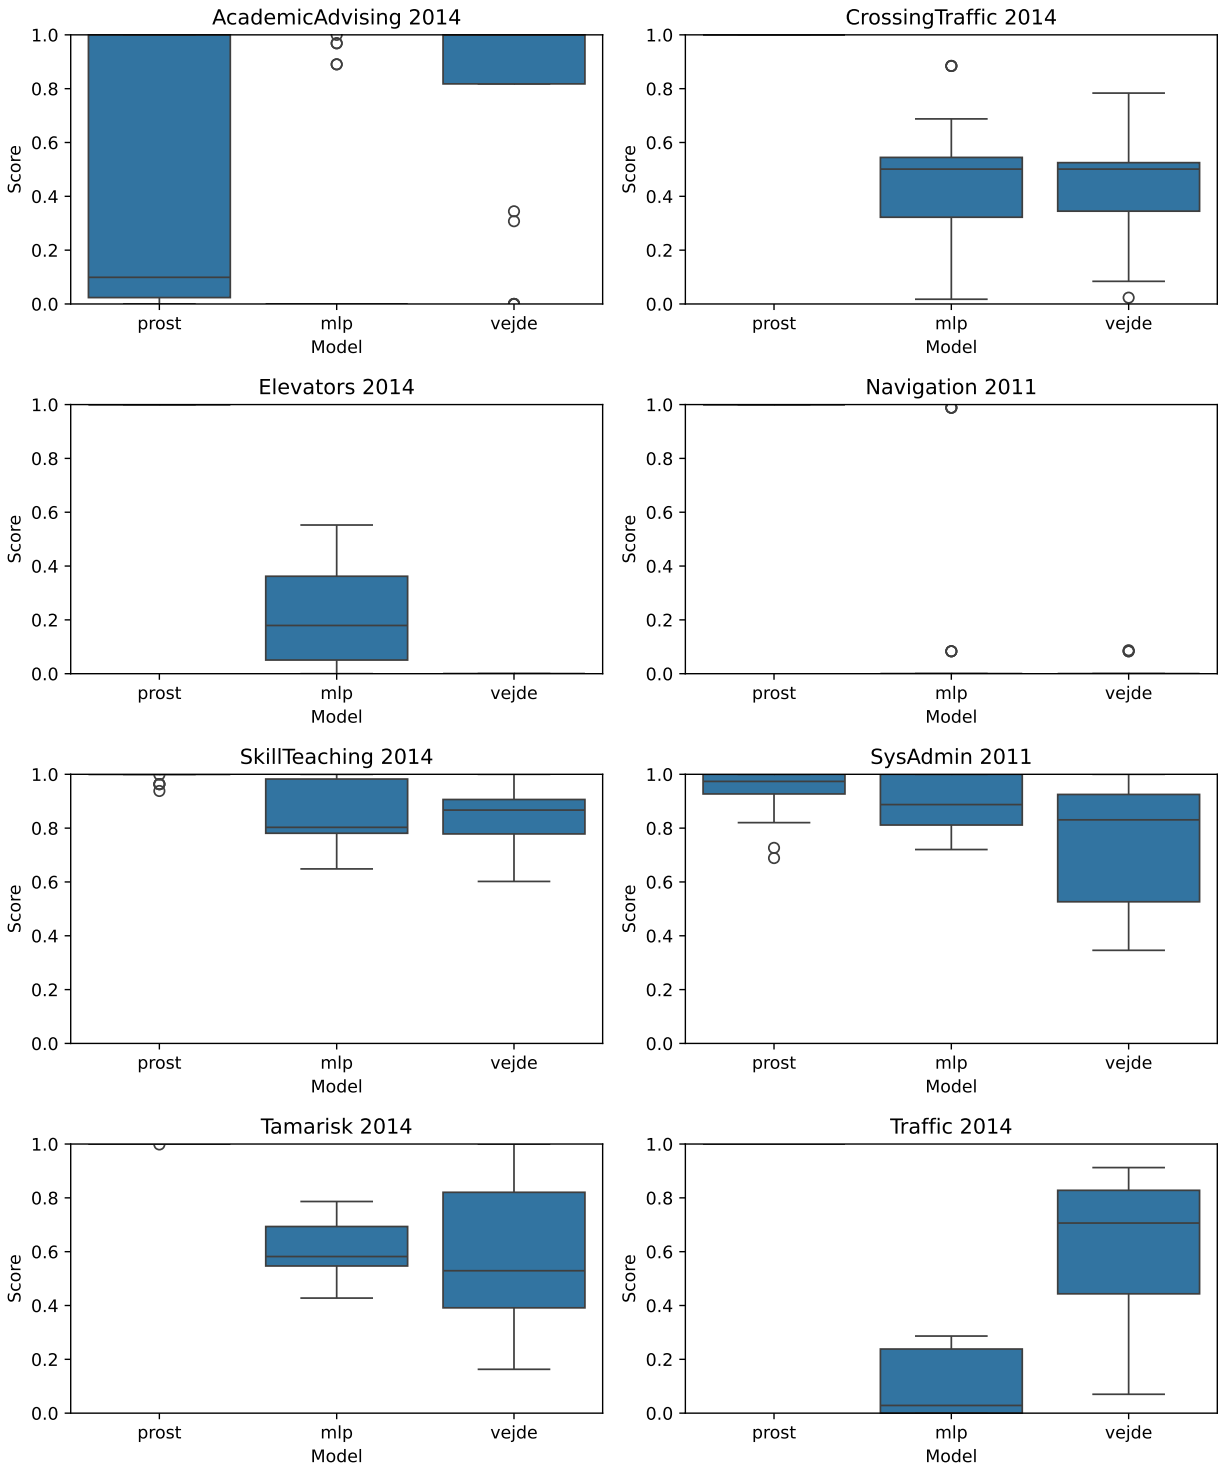 AcademicAdvising 2014
1.0
0.8
0.6
0.4
0.2
0.0
Score
prost mlp vejde
Model
CrossingTraffic 2014
1.0
0.8
0.6
0.4
0.2
0.0
Score
prost mlp vejde
Model
Elevators 2014
1.0
0.8
0.6
0.4
0.2
0.0
Score
prost mlp vejde
Model
Navigation 2011
1.0
0.8
0.6
0.4
0.2
0.0
Score
prost mlp vejde
Model
SkillTeaching 2014
1.0
0.8
0.6
0.4
0.2
0.0
Score
prost mlp vejde
Model
SysAdmin 2011
1.0
0.8
0.6
0.4
0.2
0.0
Score
prost mlp vejde
Model
Tamarisk 2014
1.0
0.8
0.6
0.4
0.2
0.0
Score
prost mlp vejde
Model
Traffic 2014
1.0
0.8
0.6
0.4
0.2
0.0
Score
prost mlp vejde
Model